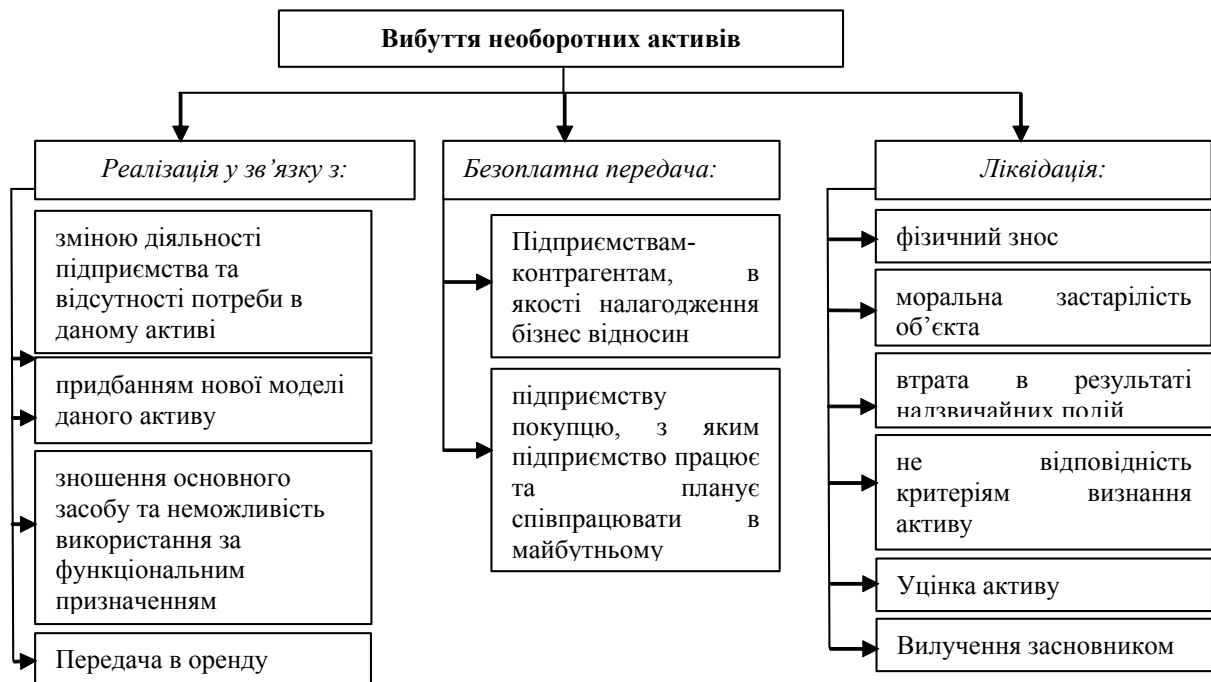 Вибуття необоротних активів
Реалізація у зв’язку з:
зміною діяльності
підприємства та
відсутності потреби в
даному активі
придбанням нової моделі
даного активу
зношення основного
засобу та неможливість
використання за
функціональним
призначенням
Передача в оренду
Безоплатна передача:
Підприємствам-
контрагентам, в
якості налагодження
бізнес відносин
підприємству
покупцю, з яким
підприємство працює
та планує
співпрацювати в
майбутньому
Ліквідація:
фізичний знос
моральна застарілість
об’єкта
втрата в результаті
надзвичайних подій
не відповідність
критеріям визнання
активу
Уцінка активу
Вилучення засновником